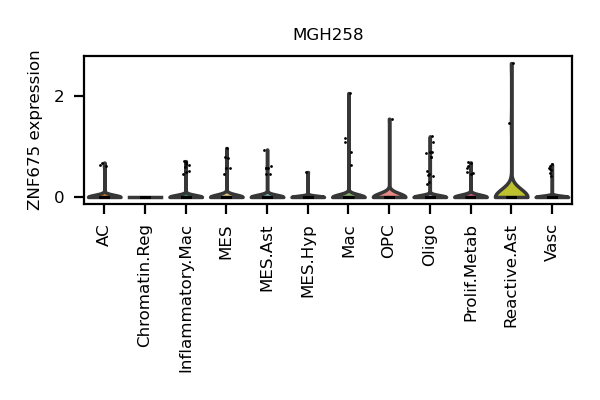 MGH258
ZNF675 expression
2
0
AC
Chromatin.Reg
Inflammatory.Mac
MES
MES.Ast
MES.Hyp
Mac
OPC
Oligo
Prolif.Metab
Reactive.Ast
Vasc